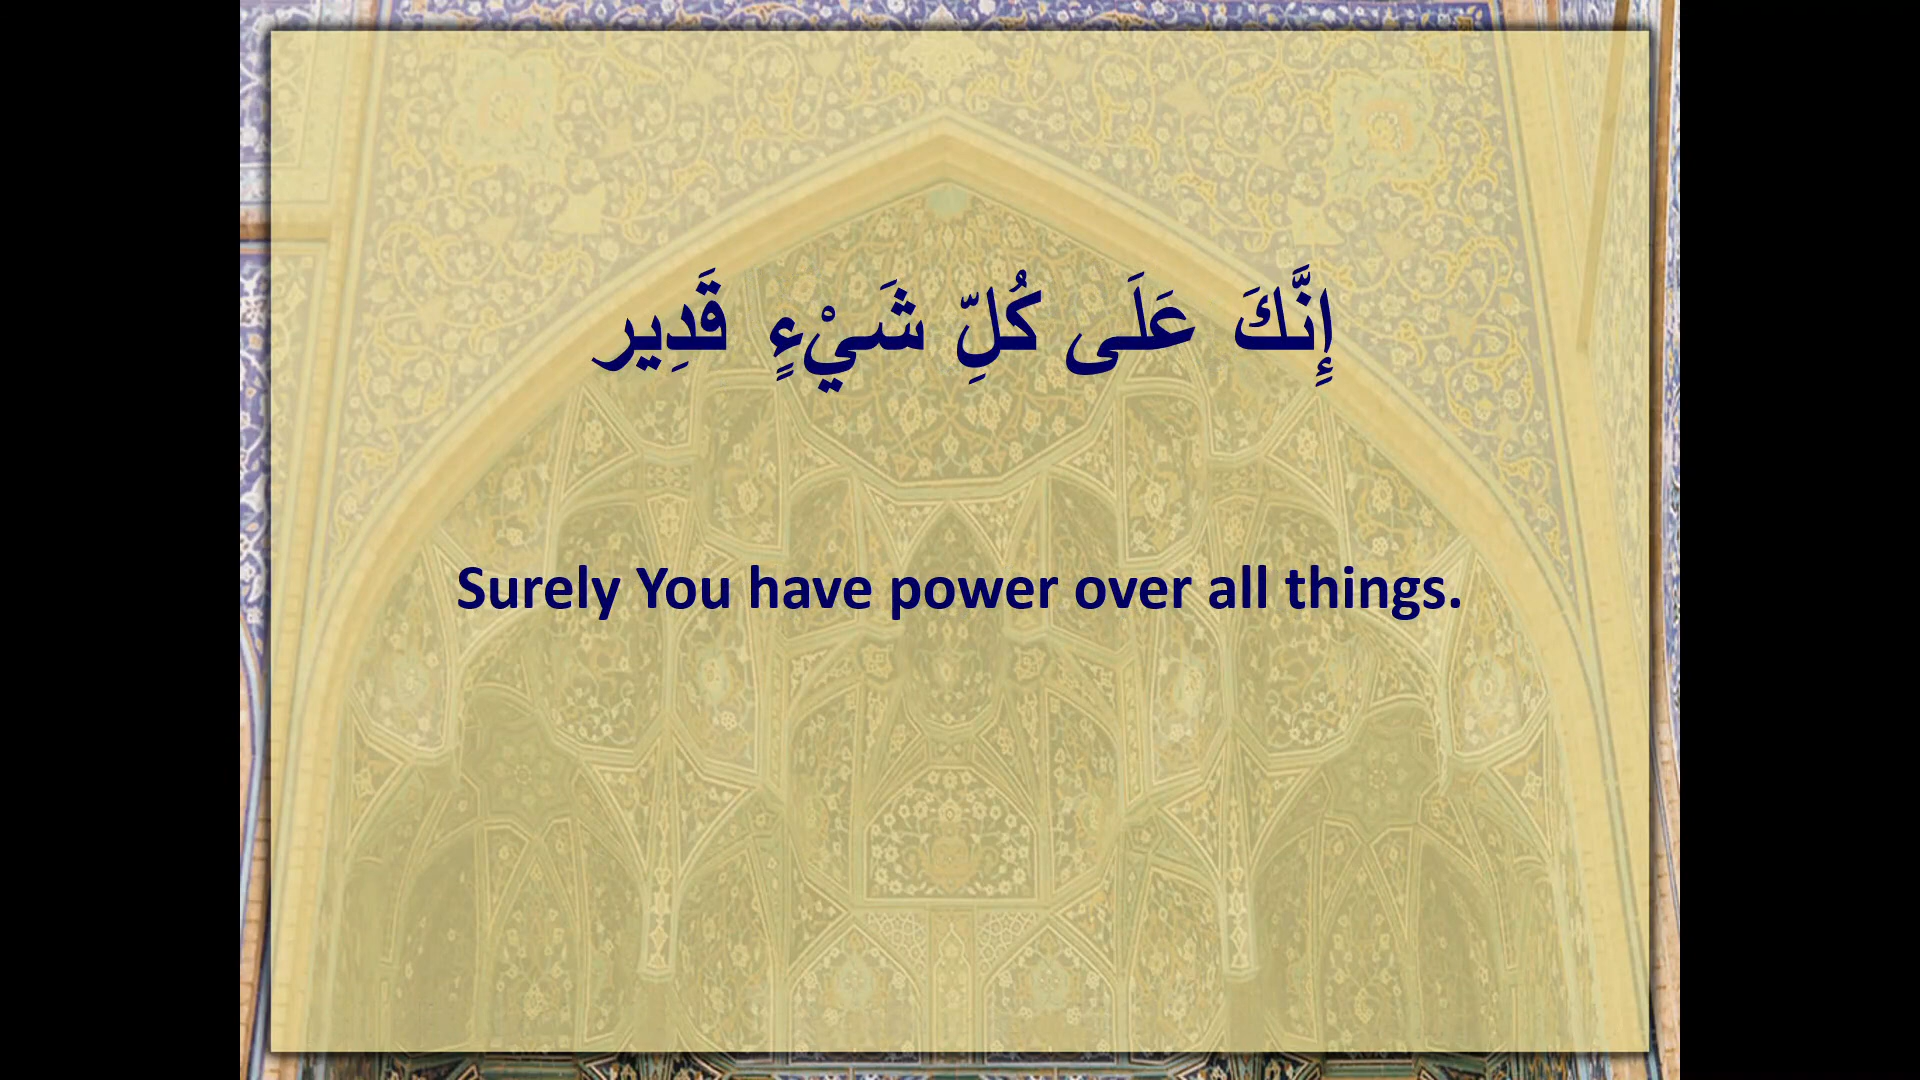 إِنَّكَ عَلَى كُلِّ شَيْءٍ قَدِير
Surely You have power over all things.